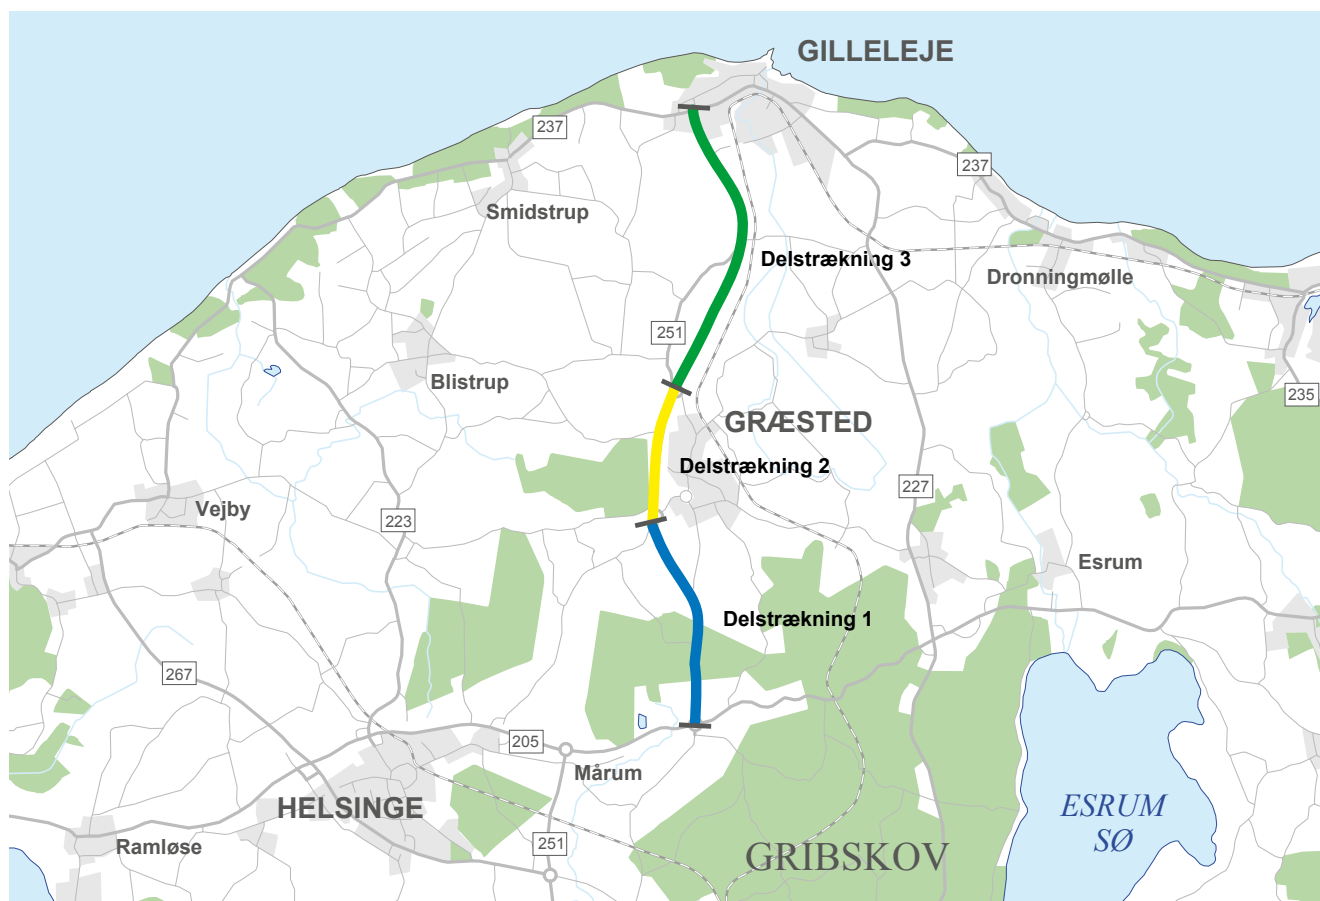 GILLELEJE
237
237
Smidstrup
Delstrækning 3
Dronningmølle
251
Blistrup
235
GRÆSTED
Delstrækning 2
227
Vejby
223
Esrum
Delstrækning 1
267
205
Mårum
HELSINGE
ESRUM
SØ
251
Ramløse
GRIBSKOV